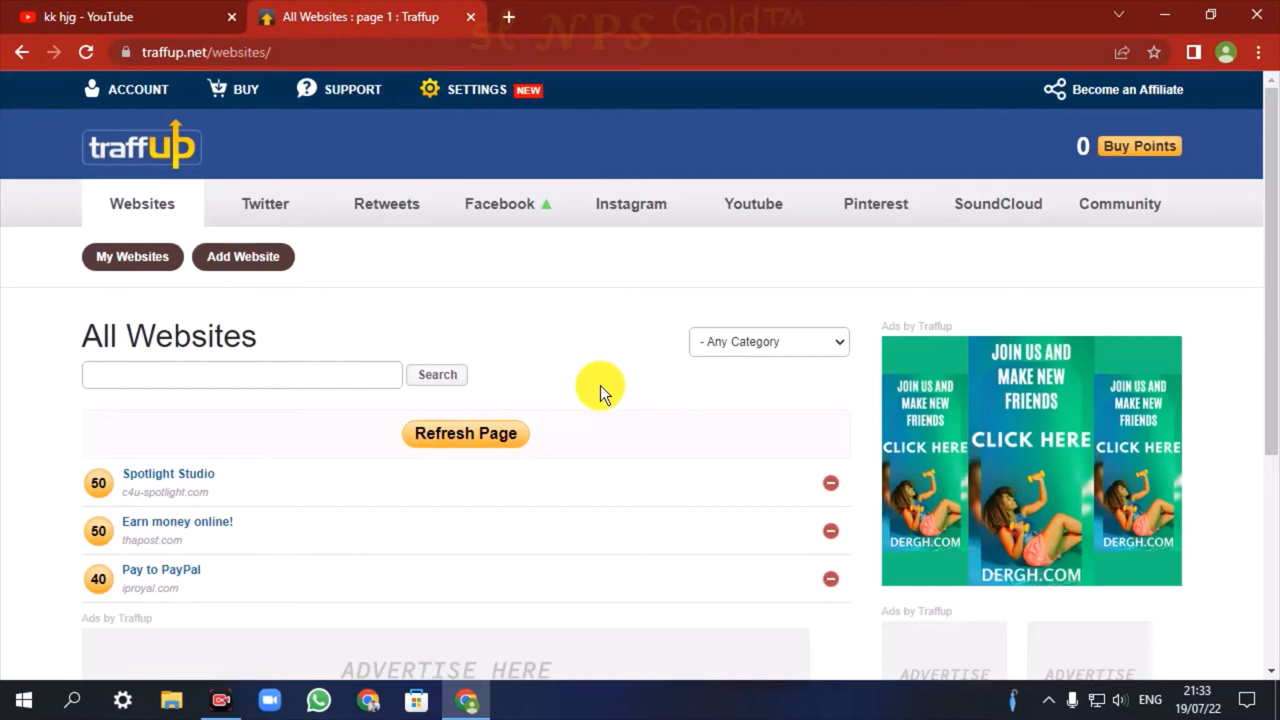 kk hjg - YouTube
All Websites : page 1 : Traffup
st NPS Gold™
traffup.net/websites/
ACCOUNT
BUY
SUPPORT
SETTINGS NEW
Become an Affiliate
traffup
0 Buy Points
Websites
Twitter
Retweets
Facebook
Instagram
Youtube
Pinterest
SoundCloud
Community
My Websites
Add Website
All Websites
- Any Category
Search
Refresh Page
50 Spotlight Studio
c4u-spotlight.com
50 Earn money online!
thapost.com
40 Pay to PayPal
iproyal.com
Ads by Traffup
ADVERTISE HERE
Ads by Traffup
JOIN US AND
MAKE NEW
FRIENDS
CLICK HERE
DERGH.COM
JOIN US AND
MAKE NEW
FRIENDS
CLICK HERE
DERGH.COM
JOIN US AND
MAKE NEW
FRIENDS
CLICK HERE
DERGH.COM
Ads by Traffup
ADVERTISE
ADVERTISE
ENG
21:33
19/07/22